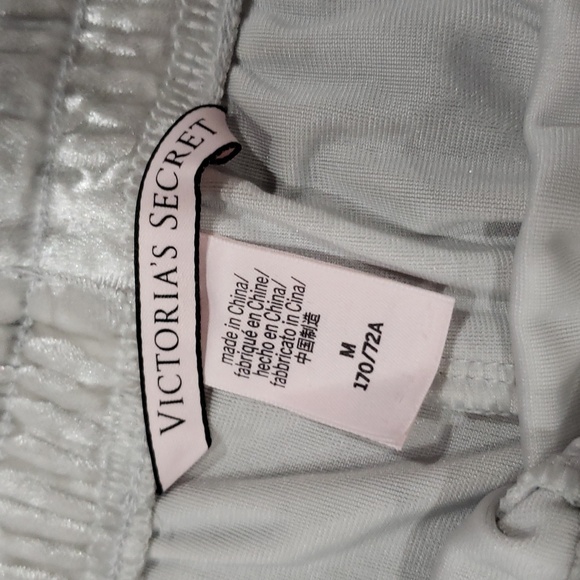 VICTORIA'S SECRET
made in China/
fabriqué en Chine/
hecho en China/
fabbricato in Cina/
中国制造
M
170/72A